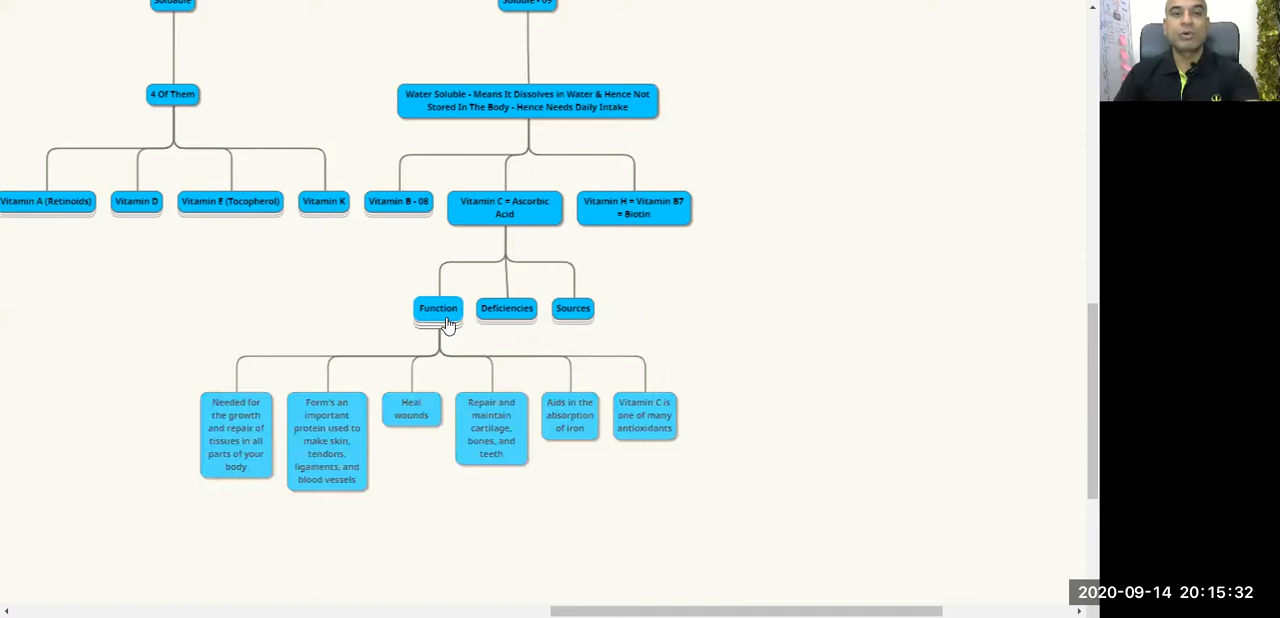 Soluable
Soluble - 09
4 Of Them
Water Soluble - Means It Dissolves in Water & Hence Not
Stored In The Body - Hence Needs Daily Intake
Vitamin A (Retinoids)
Vitamin D
Vitamin E (Tocopherol)
Vitamin K
Vitamin B - 08
Vitamin C = Ascorbic
Acid
Vitamin H = Vitamin B7
= Biotin
Function
Deficiencies
Sources
Needed for
the growth
and repair of
tissues in all
parts of your
body
Form's an
important
protein used to
make skin,
tendons,
ligaments, and
blood vessels
Heal
wounds
Repair and
maintain
cartilage,
bones, and
teeth
Aids in the
absorption
of iron
Vitamin C is
one of many
antioxidants
2020-09-14 20:15:32